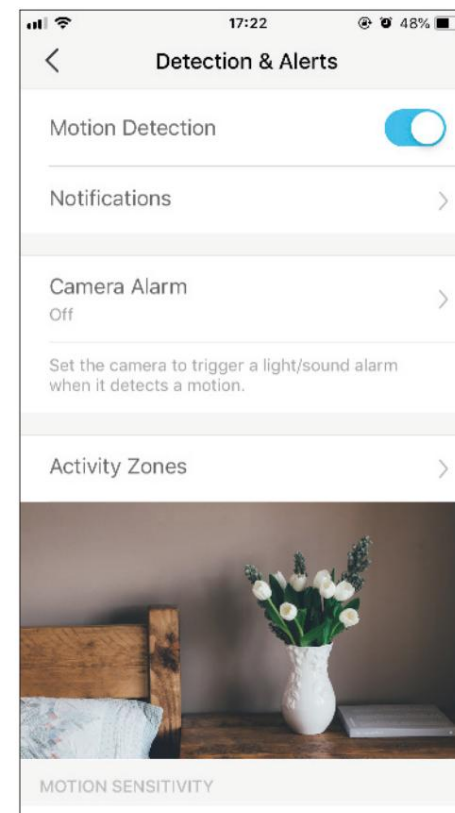 17:22
48%
Detection & Alerts
Motion Detection
Notifications
Camera Alarm
Off
Set the camera to trigger a light/sound alarm
when it detects a motion.
Activity Zones
MOTION SENSITIVITY